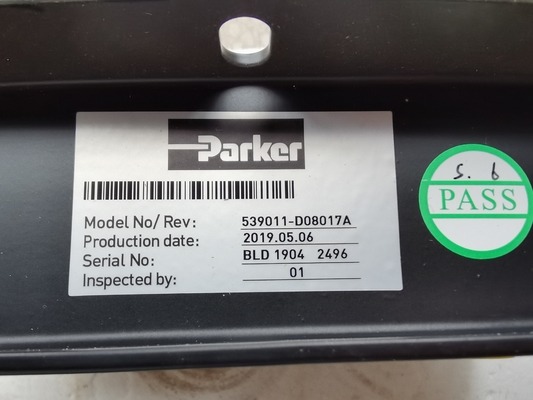 Parker
Model No/ Rev: 539011-D08017A
Production date: 2019.05.06
Serial No: BLD 1904 2496
Inspected by: 01
5. 6
PASS